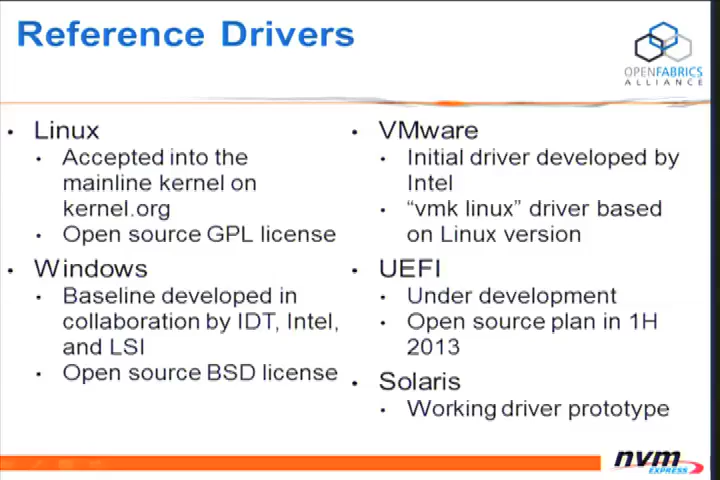 Reference Drivers
OPENFABRICS
ALLIANCE
• Linux
• Accepted into the
mainline kernel on
kernel.org
• Open source GPL license
• Windows
• Baseline developed in
collaboration by IDT, Intel,
and LSI
• Open source BSD license
• VMware
• Initial driver developed by
Intel
• “vmk linux” driver based
on Linux version
• UEFI
• Under development
• Open source plan in 1H
2013
• Solaris
• Working driver prototype
nvm
EXPRESS